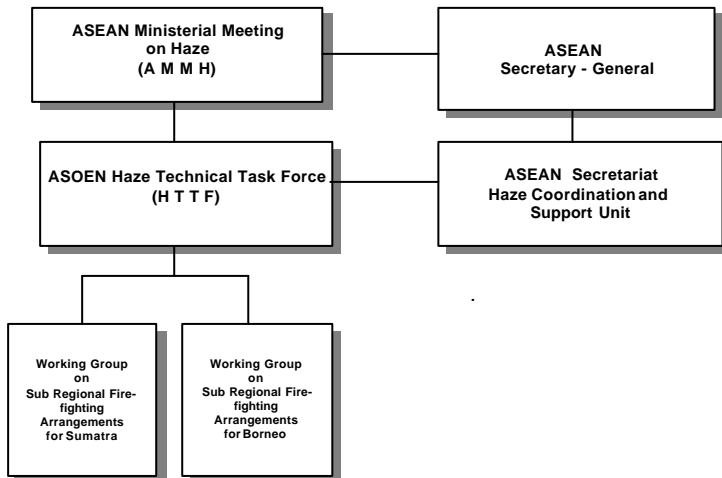 ASEAN Ministerial Meeting
on Haze
(A M M H)
ASEAN
Secretary - General
ASOEN Haze Technical Task Force
(H T T F)
ASEAN Secretariat
Haze Coordination and
Support Unit
Working Group
on
Sub Regional Fire-
fighting
Arrangements
for Sumatra
Working Group
on
Sub Regional Fire-
fighting
Arrangements
for Borneo
.